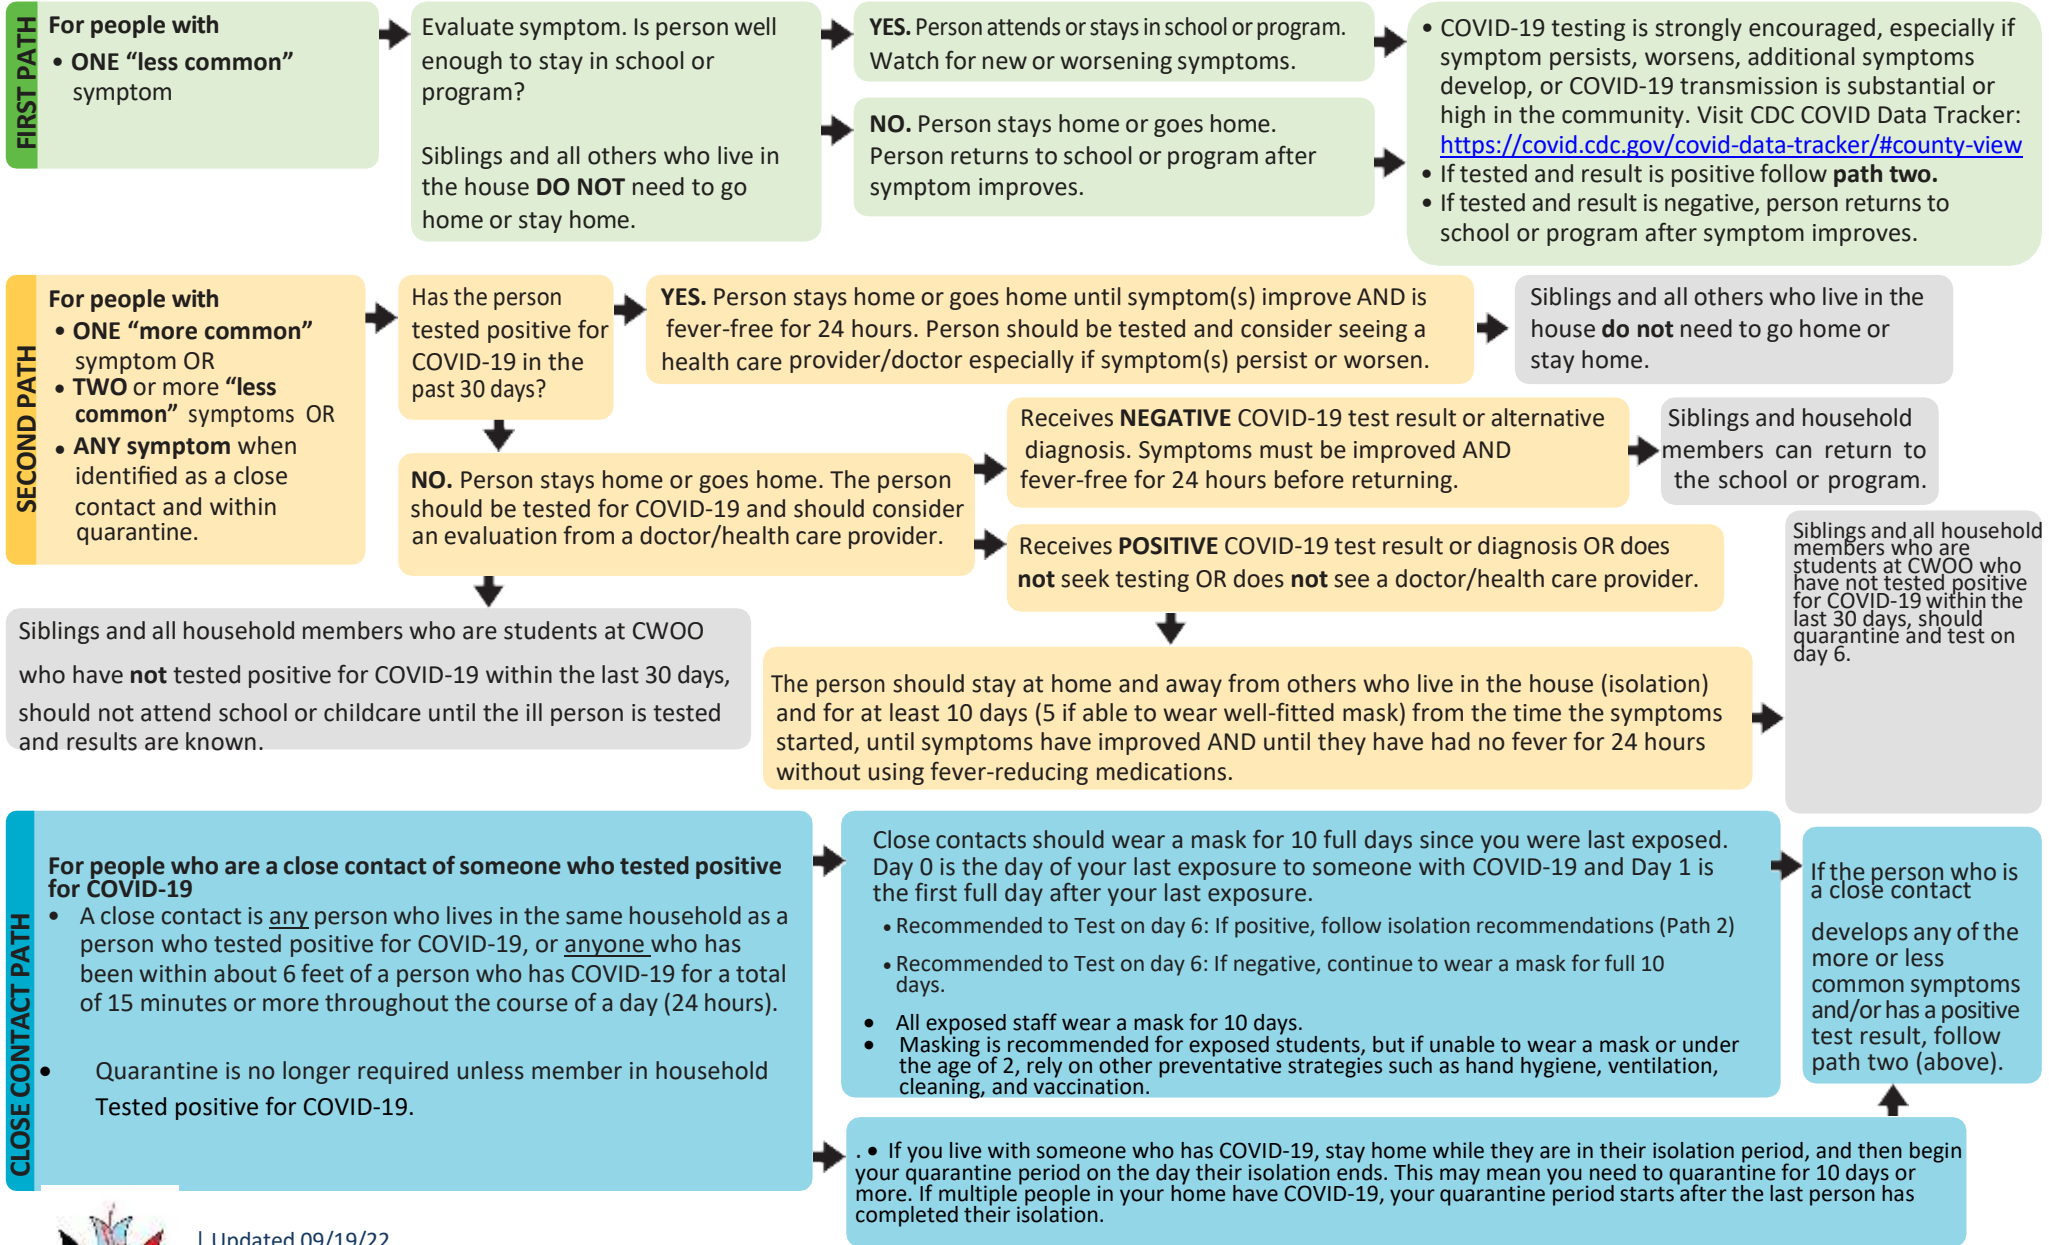 FIRST PATH
For people with
• ONE “less common”
symptom
Evaluate symptom. Is person well
enough to stay in school or
program?
Siblings and all others who live in
the house DO NOT need to go
home or stay home.
YES. Person attends or stays in school or program.
Watch for new or worsening symptoms.
NO. Person stays home or goes home.
Person returns to school or program after
symptom improves.
• COVID-19 testing is strongly encouraged, especially if
symptom persists, worsens, additional symptoms
develop, or COVID-19 transmission is substantial or
high in the community. Visit CDC COVID Data Tracker:
https://covid.cdc.gov/covid-data-tracker/#county-view
• If tested and result is positive follow path two.
• If tested and result is negative, person returns to
school or program after symptom improves.
SECOND PATH
For people with
• ONE “more common”
symptom OR
• TWO or more “less
common” symptoms OR
• ANY symptom when
identified as a close
contact and within
quarantine.
Has the person
tested positive for
COVID-19 in the
past 30 days?
YES. Person stays home or goes home until symptom(s) improve AND is
fever-free for 24 hours. Person should be tested and consider seeing a
health care provider/doctor especially if symptom(s) persist or worsen.
Siblings and all others who live in the
house do not need to go home or
stay home.
NO. Person stays home or goes home. The person
should be tested for COVID-19 and should consider
an evaluation from a doctor/health care provider.
Receives NEGATIVE COVID-19 test result or alternative
diagnosis. Symptoms must be improved AND
fever-free for 24 hours before returning.
Siblings and household
members can return to
the school or program.
Receives POSITIVE COVID-19 test result or diagnosis OR does
not seek testing OR does not see a doctor/health care provider.
Siblings and all household
members who are
students at CWOO who
have not tested positive
for COVID-19 within the
last 30 days, should
quarantine and test on
day 6.
Siblings and all household members who are students at CWOO
who have not tested positive for COVID-19 within the last 30 days,
should not attend school or childcare until the ill person is tested
and results are known.
The person should stay at home and away from others who live in the house (isolation)
and for at least 10 days (5 if able to wear well-fitted mask) from the time the symptoms
started, until symptoms have improved AND until they have had no fever for 24 hours
without using fever-reducing medications.
CLOSE CONTACT PATH
For people who are a close contact of someone who tested positive
for COVID-19
• A close contact is any person who lives in the same household as a
person who tested positive for COVID-19, or anyone who has
been within about 6 feet of a person who has COVID-19 for a total
of 15 minutes or more throughout the course of a day (24 hours).
• Quarantine is no longer required unless member in household
Tested positive for COVID-19.
Close contacts should wear a mask for 10 full days since you were last exposed.
Day 0 is the day of your last exposure to someone with COVID-19 and Day 1 is
the first full day after your last exposure.
• Recommended to Test on day 6: If positive, follow isolation recommendations (Path 2)
• Recommended to Test on day 6: If negative, continue to wear a mask for full 10
days.
• All exposed staff wear a mask for 10 days.
• Masking is recommended for exposed students, but if unable to wear a mask or under
the age of 2, rely on other preventative strategies such as hand hygiene, ventilation,
cleaning, and vaccination.
If the person who is
a close contact
develops any of the
more or less
common symptoms
and/or has a positive
test result, follow
path two (above).
. • If you live with someone who has COVID-19, stay home while they are in their isolation period, and then begin
your quarantine period on the day their isolation ends. This may mean you need to quarantine for 10 days or
more. If multiple people in your home have COVID-19, your quarantine period starts after the last person has
completed their isolation.
| Updated 09/19/22